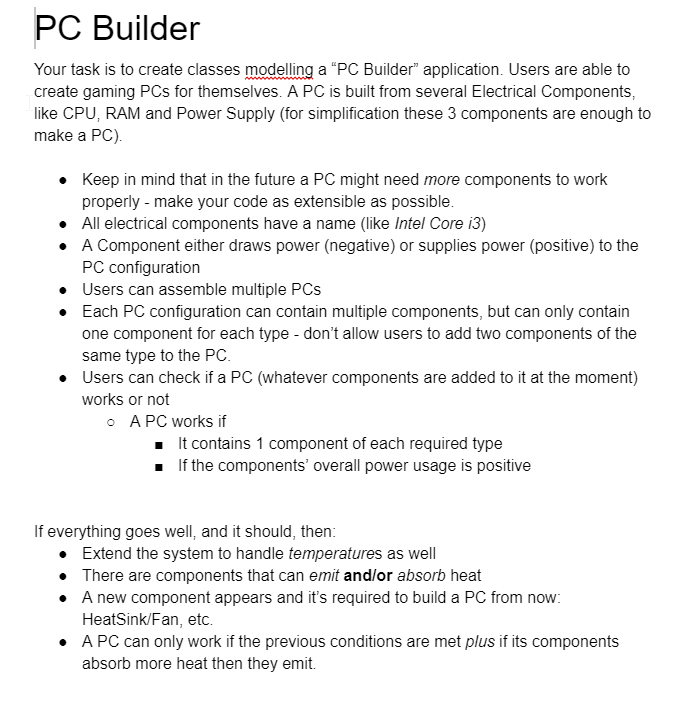 PC Builder
Your task is to create classes modelling a “PC Builder” application. Users are able to
create gaming PCs for themselves. A PC is built from several Electrical Components,
like CPU, RAM and Power Supply (for simplification these 3 components are enough to
make a PC).
● Keep in mind that in the future a PC might need more components to work
properly - make your code as extensible as possible.
● All electrical components have a name (like Intel Core i3)
● A Component either draws power (negative) or supplies power (positive) to the
PC configuration
● Users can assemble multiple PCs
● Each PC configuration can contain multiple components, but can only contain
one component for each type - don’t allow users to add two components of the
same type to the PC.
● Users can check if a PC (whatever components are added to it at the moment)
works or not
○ A PC works if
■ It contains 1 component of each required type
■ If the components’ overall power usage is positive
If everything goes well, and it should, then:
● Extend the system to handle temperatures as well
● There are components that can emit and/or absorb heat
● A new component appears and it’s required to build a PC from now:
HeatSink/Fan, etc.
● A PC can only work if the previous conditions are met plus if its components
absorb more heat then they emit.